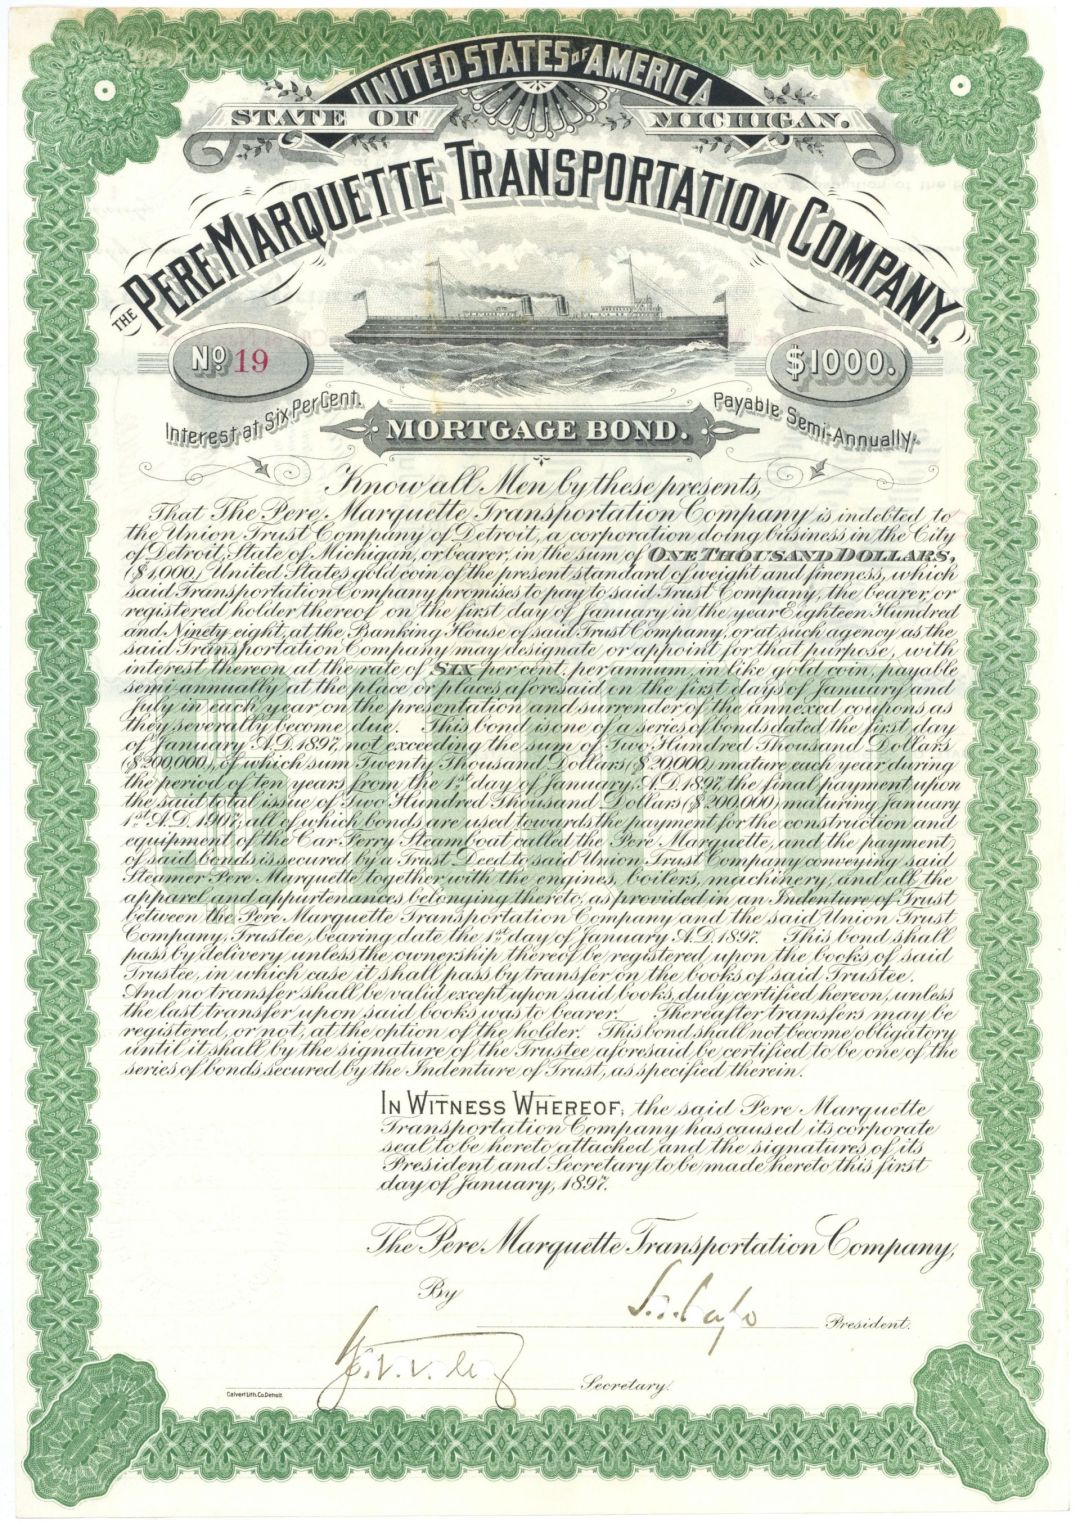 UNITED STATES OF AMERICA
STATE OF MICHIGAN.
THE PERE MARQUETTE TRANSPORTATION COMPANY,
No 19
$1000.
Interest at Six Per Cent.
Payable Semi-Annually.
MORTGAGE BOND.
Know all Men by these presents,
That The Pere Marquette Transportation Company is indebted to
the Union Trust Company of Detroit, a corporation doing business in the City
of Detroit, State of Michigan, or bearer, in the sum of ONE THOUSAND DOLLARS,
($1,000,) United States gold coin of the present standard of weight and fineness, which
said Transportation Company promises to pay to said Trust Company, the bearer, or
registered holder thereof on the first day of January in the year Eighteen Hundred
and Ninety eight, at the Banking House of said Trust Company, or at such agency as the
said Transportation Company may designate or appoint for that purpose, with
interest thereon at the rate of SIX per cent. per annum, in like gold coin, payable
semi-annually at the place or places aforesaid on the first days of January and
July in each year on the presentation and surrender of the annexed coupons as
they severally become due. This bond is one of a series of bonds dated the first day
of January A.D. 1897, not exceeding the sum of Two Hundred Thousand Dollars
($200,000), of which sum Twenty Thousand Dollars ($20,000) mature each year during
the period of ten years from the 1st day of January, A.D. 1897, the final payment upon
the said total issue of Two Hundred Thousand Dollars ($200,000) maturing January
1st A.D. 1907, all of which bonds are used towards the payment for the construction and
equipment of the Car Ferry Steamboat called the Pere Marquette, and the payment
of said bonds is secured by a Trust Deed to said Union Trust Company conveying said
Steamer Pere Marquette together with the engines, boilers, machinery, and all the
apparel and appurtenances belonging thereto, as provided in an Indenture of Trust
between the Pere Marquette Transportation Company and the said Union Trust
Company, Trustee, bearing date the 1st day of January A.D. 1897. This bond shall
pass by delivery, unless the ownership thereof be registered upon the books of said
Trustee, in which case it shall pass by transfer on the books of said Trustee.
And no transfer shall be valid except upon said books, duly certified hereon, unless
the last transfer upon said books was to bearer. Thereafter transfers may be
registered, or not, at the option of the holder. This bond shall not become obligatory
until it shall by the signature of the Trustee aforesaid be certified to be one of the
series of bonds secured by the Indenture of Trust, as specified therein.
$1,000
IN WITNESS WHEREOF, the said Pere Marquette
Transportation Company has caused its corporate
seal to be hereto attached and the signatures of its
President and Secretary to be made hereto this first
day of January, 1897.
The Pere Marquette Transportation Company,
By
President.
Secretary.
Calvert Lith. Co. Detroit.